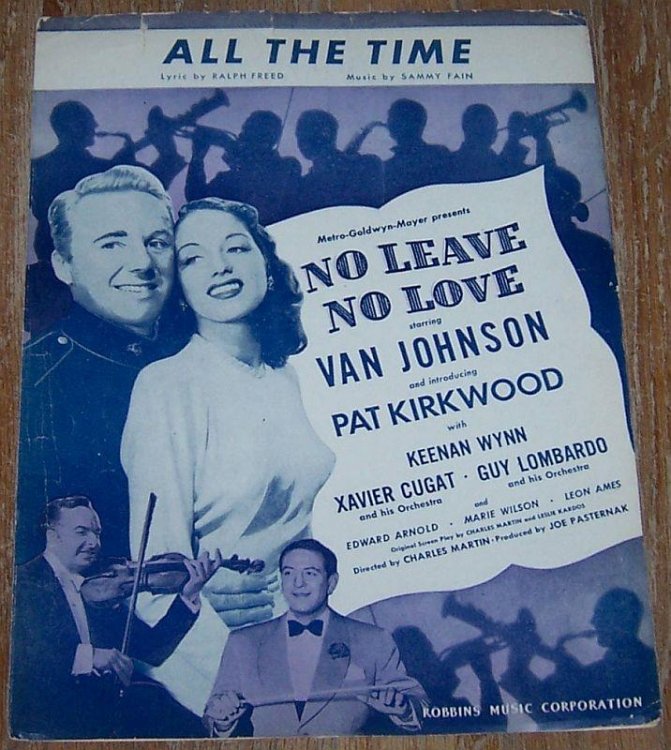 ALL THE TIME
Lyric by RALPH FREED Music by SAMMY FAIN
Metro-Goldwyn-Mayer presents
NO LEAVE
NO LOVE
starring
VAN JOHNSON
and introducing
PAT KIRKWOOD
with
KEENAN WYNN
XAVIER CUGAT · GUY LOMBARDO
and his Orchestra and his Orchestra
and
EDWARD ARNOLD · MARIE WILSON · LEON AMES
Original Screen Play by CHARLES MARTIN and LESLIE KARDOS
Directed by CHARLES MARTIN · Produced by JOE PASTERNAK
ROBBINS MUSIC CORPORATION